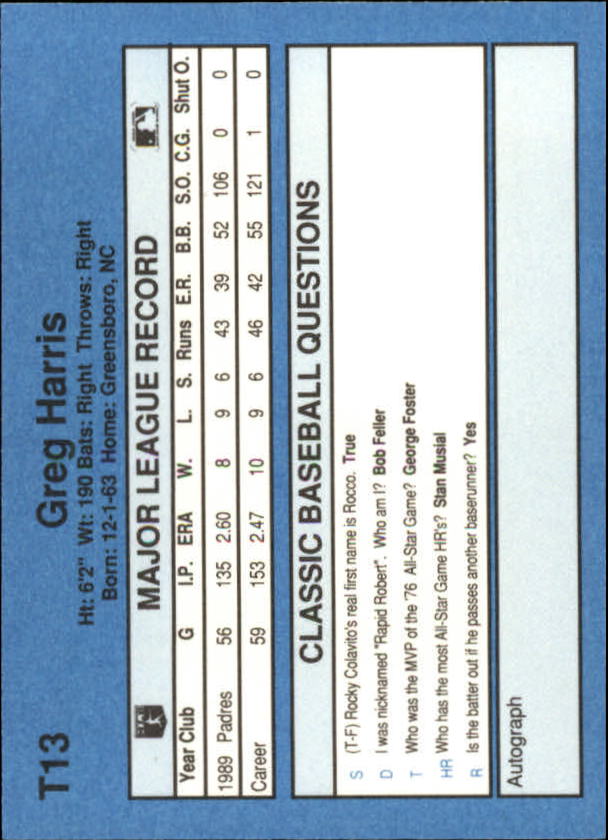 T13
Greg Harris
Ht: 6'2" Wt: 190 Bats: Right Throws: Right
Born: 12-1-63 Home: Greensboro, NC
MAJOR LEAGUE RECORD
Year Club G I.P. ERA W. L. S. Runs E.R. B.B. S.O. C.G. Shut O.
1989 Padres 56 135 2.60 8 9 6 43 39 52 106 0 0
Career 59 153 2.47 10 9 6 46 42 55 121 1 0
CLASSIC BASEBALL QUESTIONS
S (T-F) Rocky Colavito's real first name is Rocco. True
D I was nicknamed "Rapid Robert". Who am I? Bob Feller
T Who was the MVP of the '76 All-Star Game? George Foster
HR Who has the most All-Star Game HR's? Stan Musial
R Is the batter out if he passes another baserunner? Yes
Autograph